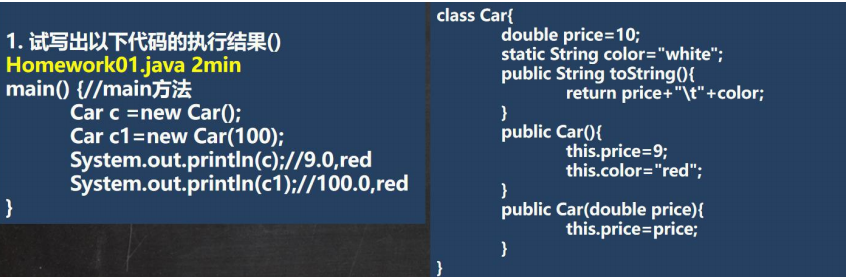 1. 试写出以下代码的执行结果()
Homework01.java 2min
main() {//main方法
Car c =new Car();
Car c1=new Car(100);
System.out.println(c);//9.0,red
System.out.println(c1);//100.0,red
}
class Car{
double price=10;
static String color="white";
public String toString(){
return price+"\t"+color;
}
public Car(){
this.price=9;
this.color="red";
}
public Car(double price){
this.price=price;
}
}